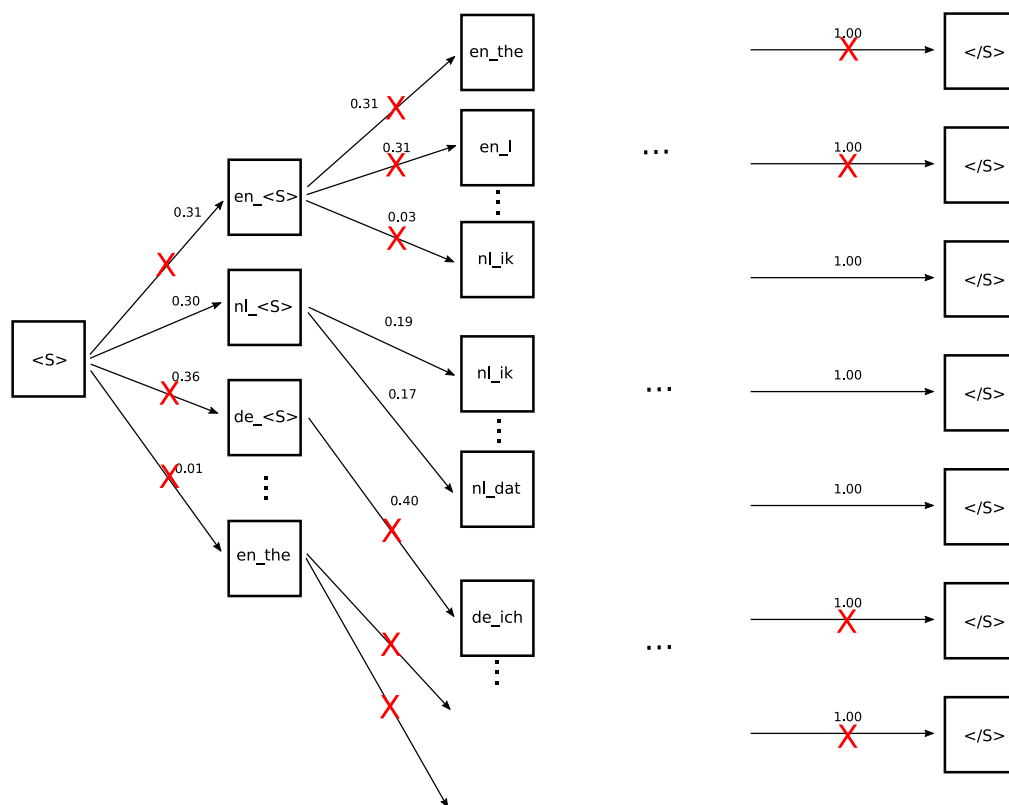 <S>
0.31
0.30
0.36
0.01
en_<S>
nl_<S>
de_<S>
⋮
en_the
0.31
0.31
0.03
0.19
0.17
0.40
en_the
en_I
⋮
nl_ik
nl_ik
⋮
nl_dat
de_ich
⋮
...
...
...
1.00
</S>
1.00
</S>
1.00
</S>
1.00
</S>
1.00
</S>
1.00
</S>
1.00
</S>